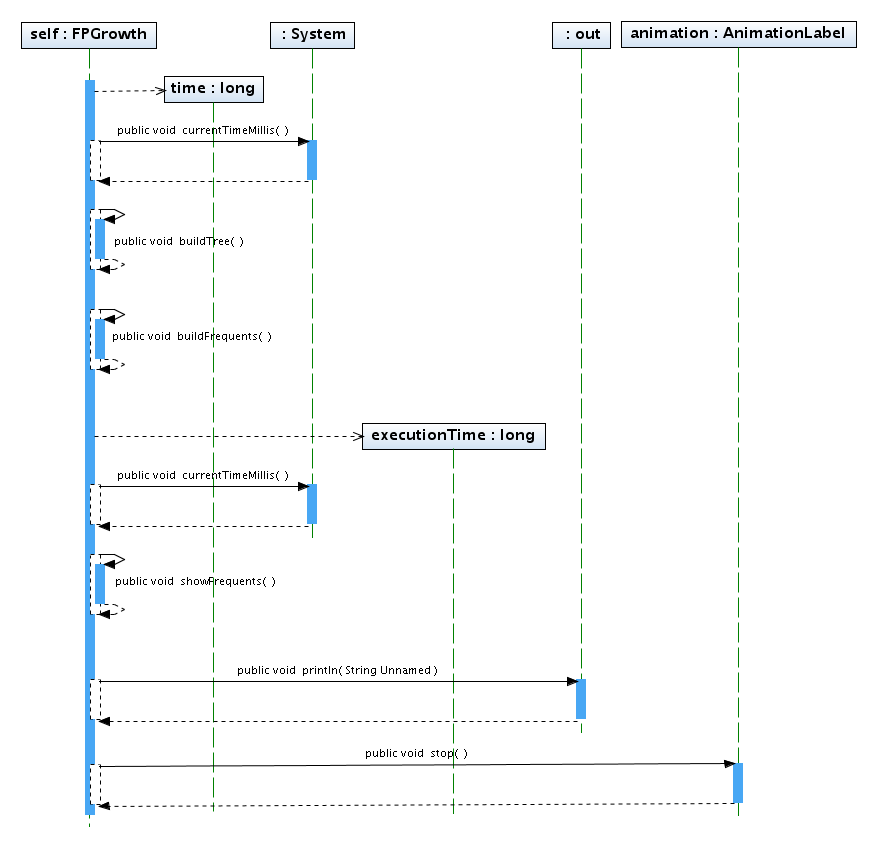 self : FPGrowth
: System
: out
animation : AnimationLabel
time : long
public void currentTimeMillis( )
public void buildTree( )
public void buildFrequents( )
executionTime : long
public void currentTimeMillis( )
public void showFrequents( )
public void println( String Unnamed )
public void stop( )